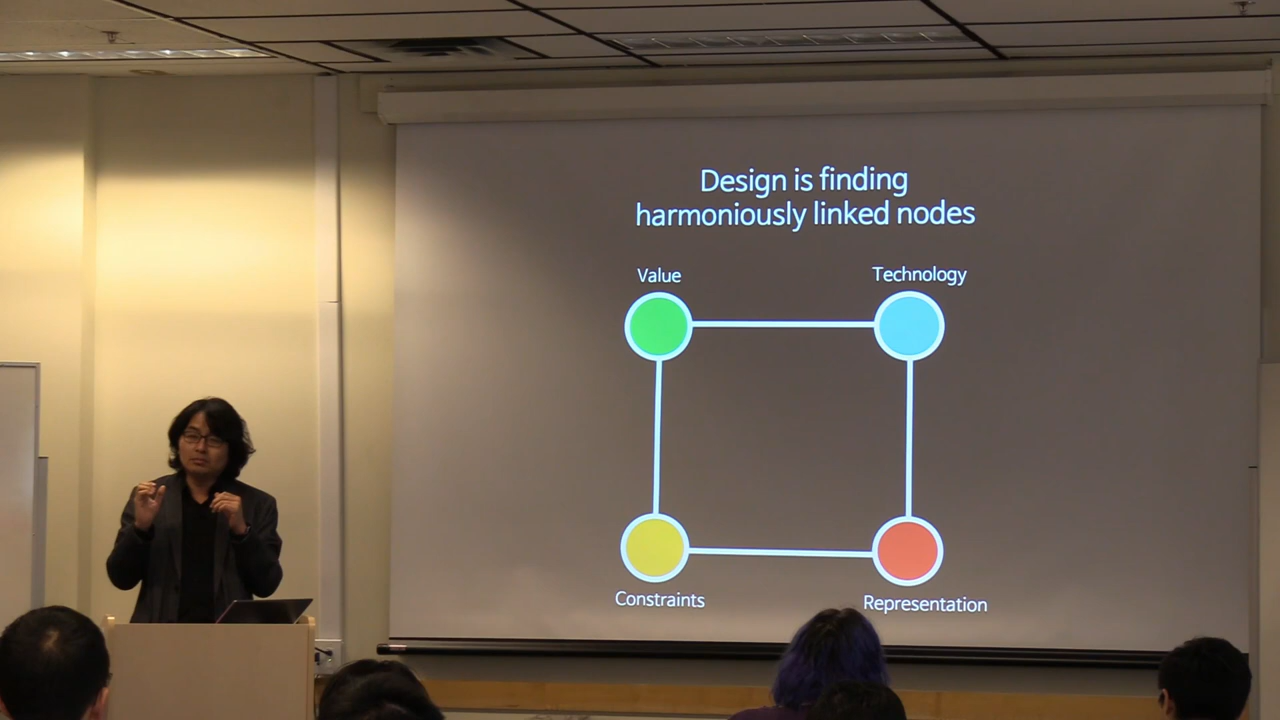 Design is finding
harmoniously linked nodes
Value
Technology
Constraints
Representation